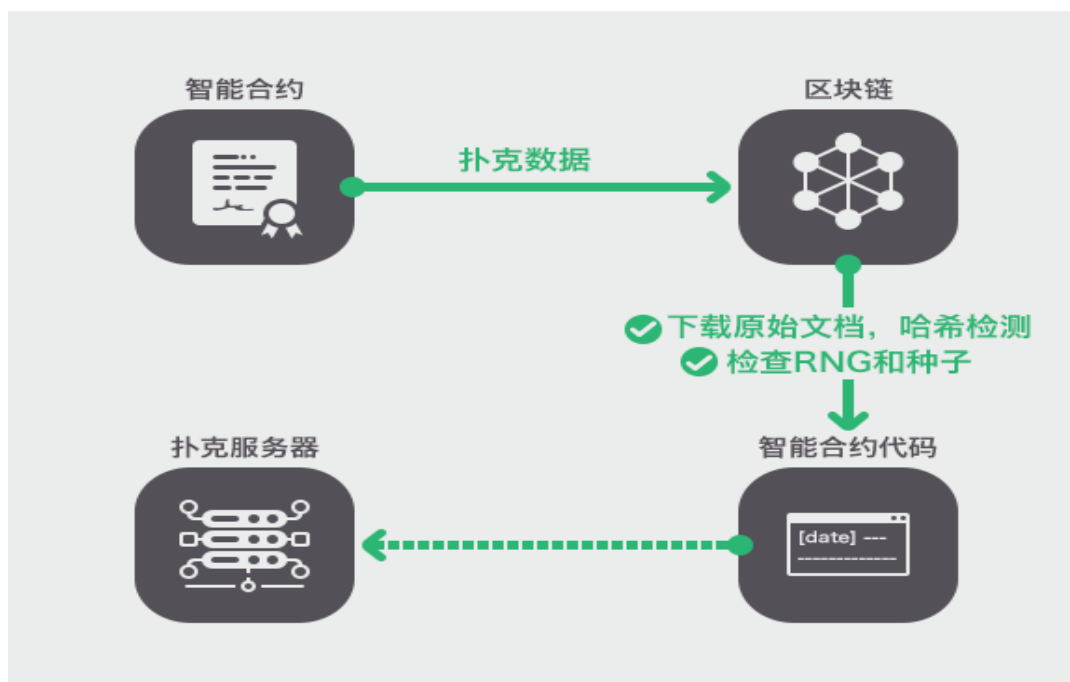 智能合约
区块链
扑克数据
下载原始文档，哈希检测
检查RNG和种子
扑克服务器
智能合约代码
[date] ---
-------------